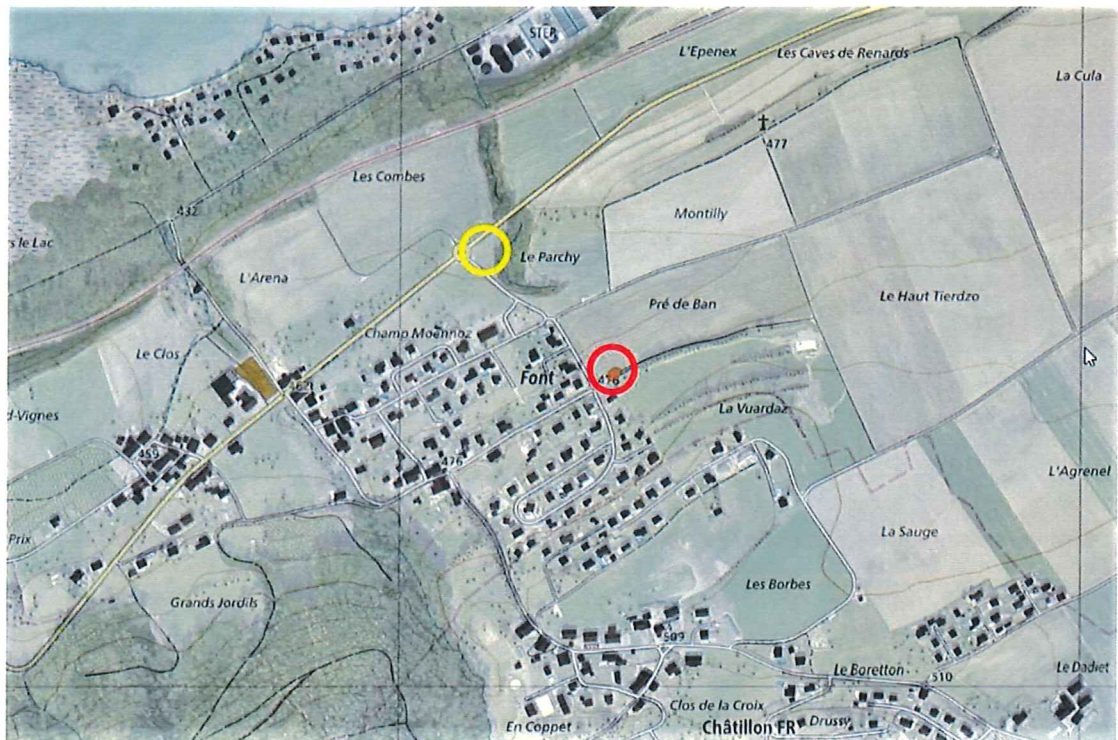 STEP
L'Epenex
Les Caves de Renards
La Cula
477
Les Combes
Montilly
432
s le Lac
Le Parchy
L'Arena
Pré de Ban
Le Haut Tierdzo
Champ Moënnoz
Le Clos
Font
476
La Vuardaz
d-Vignes
459
476
L'Agrenel
La Sauge
Prix
Les Borbes
Grands Jordils
509
Le Boretton
510
Le Dadiet
Clos de la Croix
En Coppet
Châtillon FR
Drussy